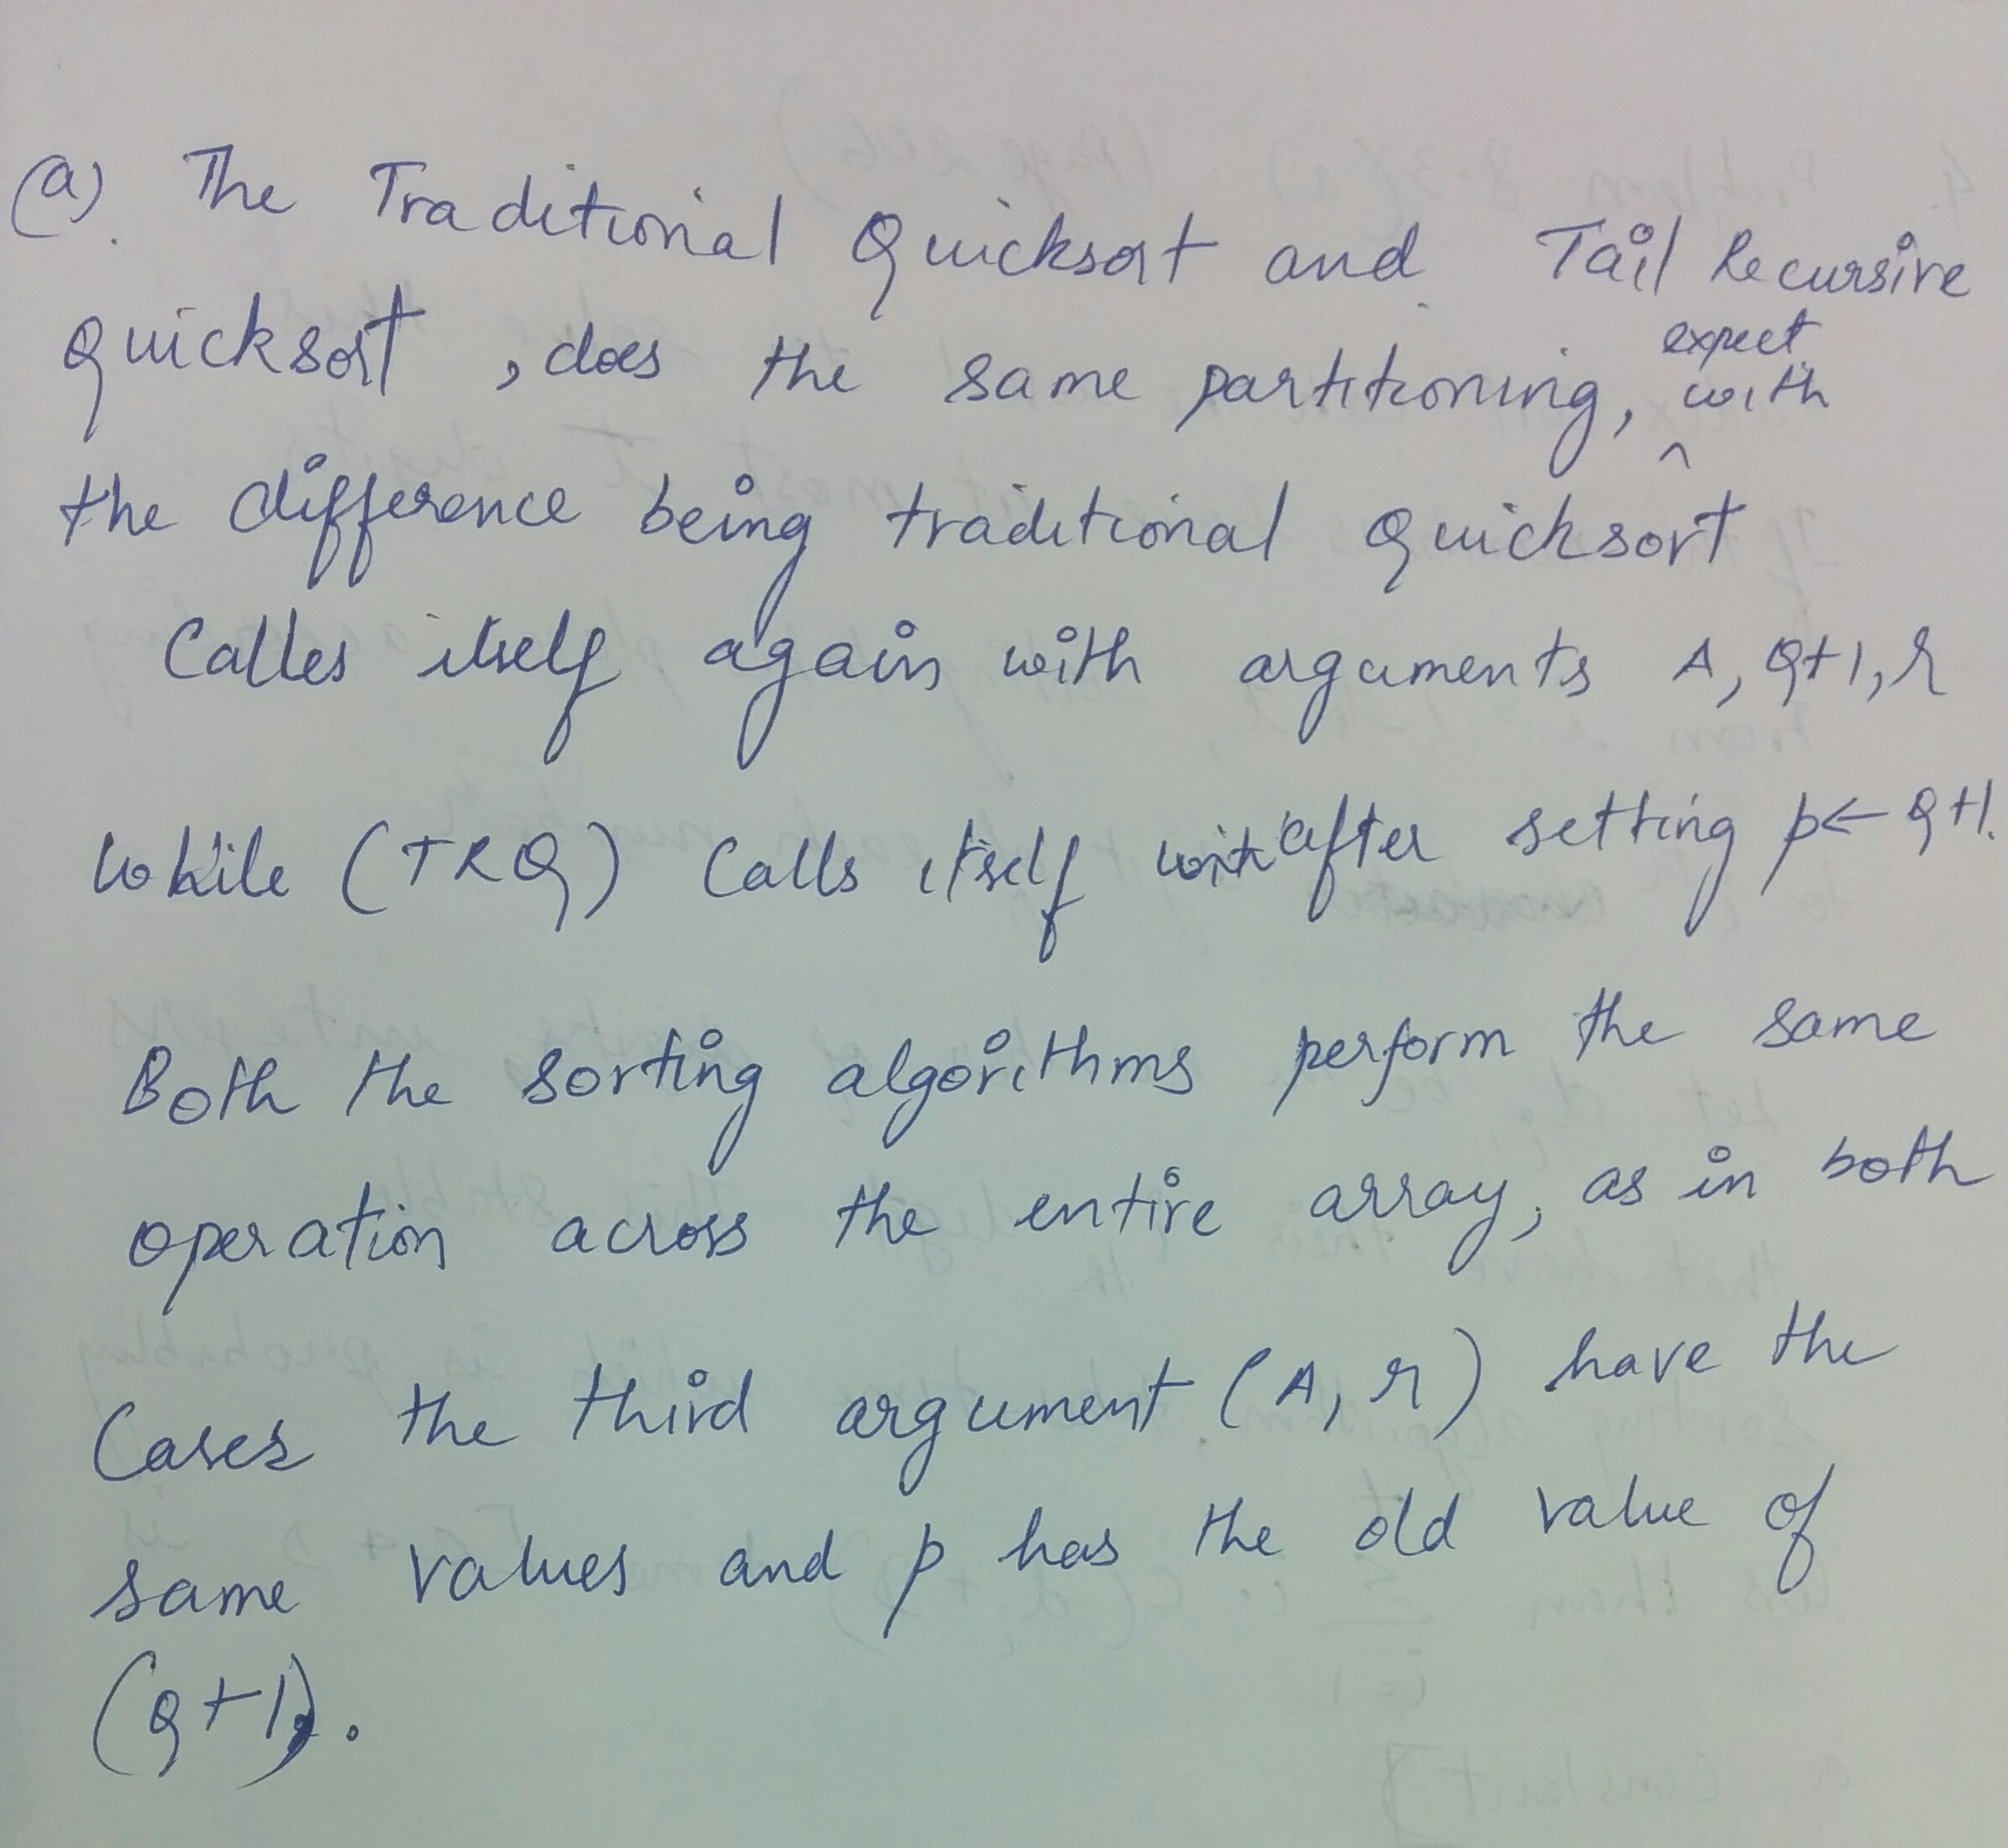 (a). The Traditional Quicksort and Tail Recursive
quicksort , does the same partitioning, expect with
the difference being traditional Quicksort
Calles itself again with arguments A, q+1, r
While (TRQ) Calls itself with after setting p← q+1.
Both the sorting algorithms perform the same
operation across the entire array, as in both
Cases the third argument (A, r) have the
same values and p has the old value of
(q+1).